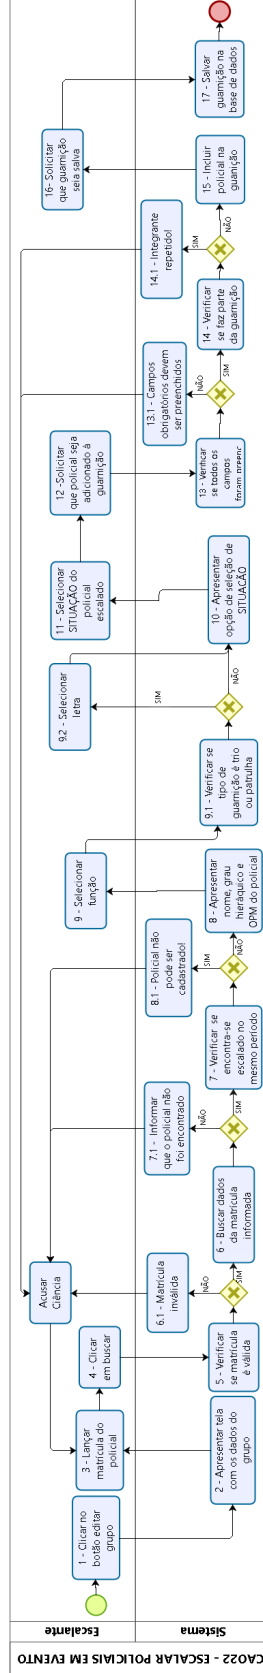 CAO22 - ESCALAR POLICIAIS EM EVENTO
Escalante
Sistema
1 - Clicar no
botão editar
grupo
2 - Apresentar tela
com os dados do
grupo
3 - Lançar
matrícula do
policial
4 - Clicar
em buscar
5 - Verificar
se matrícula
é válida
NÃO
SIM
6.1 - Matrícula
inválida
Acusar
Ciência
6 - Buscar dados
da matrícula
informada
NÃO
SIM
7.1 - Informar
que o policial não
foi encontrado
7 - Verificar se
encontra-se
escalado no
mesmo período
SIM
NÃO
8.1 - Policial não
pode ser
cadastrado!
8 - Apresentar
nome, grau
hieráquico e
OPM do policial
9 - Selecionar
função
9.1 - Verificar se
tipo de
guarnição é trio
ou patrulha
SIM
NÃO
9.2 - Selecionar
letra
10 - Apresentar
opção de seleção de
SITUACÃO
11 - Selecionar
SITUAÇÃO do
policial
escalado
12 -Solicitar
que policial seja
adicionado à
guarnição
13 - Verificar
se todos os
campos
foram
NÃO
SIM
13.1 - Campos
obrigatórios devem
ser preenchidos
14 - Verificar
se faz parte
da guarnição
SIM
NÃO
14.1 - Integrante
repetido!
15 - Incluir
policial na
guanição
16- Solicitar
que guarnição
seja salva
17 - Salvar
guarnição na
base de dados